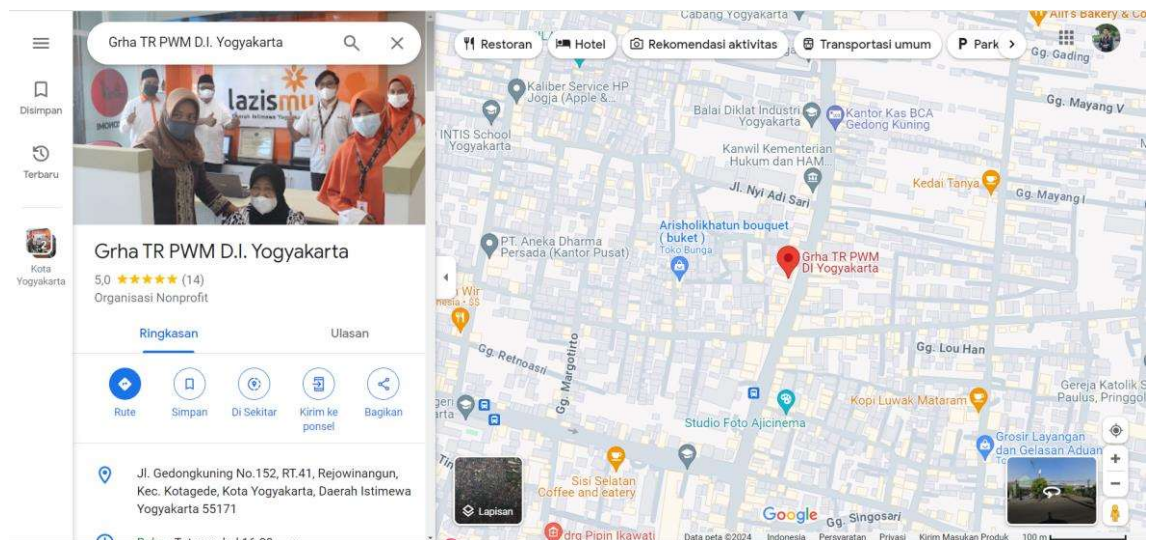 Grha TR PWM D.I. Yogyakarta
Disimpan
Terbaru
Kota
Yogyakarta
lazismu
Grha TR PWM D.I. Yogyakarta
5,0 ★★★★★ (14)
Organisasi Nonprofit
Ringkasan
Ulasan
Rute
Simpan
Di Sekitar
Kirim ke
ponsel
Bagikan
Jl. Gedongkuning No.152, RT.41, Rejowinangun,
Kec. Kotagede, Kota Yogyakarta, Daerah Istimewa
Yogyakarta 55171
Cabang Yogyakarta
Restoran
Hotel
Rekomendasi aktivitas
Transportasi umum
Park
Gg. Gading
Kaliber Service HP
Jogja (Apple &...
INTIS School
Yogyakarta
Balai Diklat Industri
Yogyakarta
Kantor Kas BCA
Gedong Kuning
Gg. Mayang V
Kanwil Kementerian
Hukum dan HAM...
Jl. Nyi Adi Sari
Kedai Tanya
Gg. Mayang I
Arisholikhatun bouquet
( buket )
Toko Bunga
PT. Aneka Dharma
Persada (Kantor Pusat)
Grha TR PWM
DI Yogyakarta
Gg. Retnoasri
Gg. Margotirto
Gg. Lou Han
Gereja Katolik S
Paulus, Pringgol
Kopi Luwak Mataram
Studio Foto Ajicinema
Grosir Layangan
dan Gelasan Aduan
Sisi Selatan
Coffee and eatery
Lapisan
Google
Gg. Singosari
drg Pipin Ikawati
Data peta ©2024
Indonesia
Persyaratan
Privasi
Kirim Masukan Produk
100 m